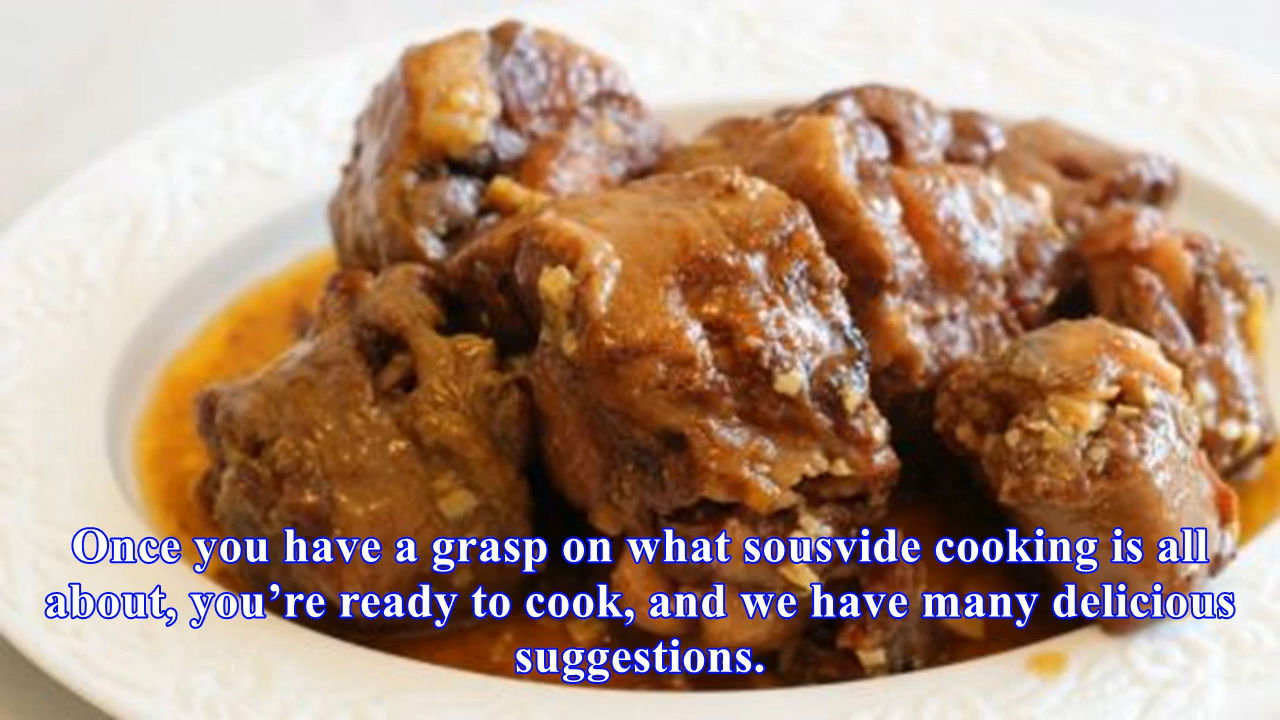 Once you have a grasp on what sousvide cooking is all
about, you’re ready to cook, and we have many delicious
suggestions.